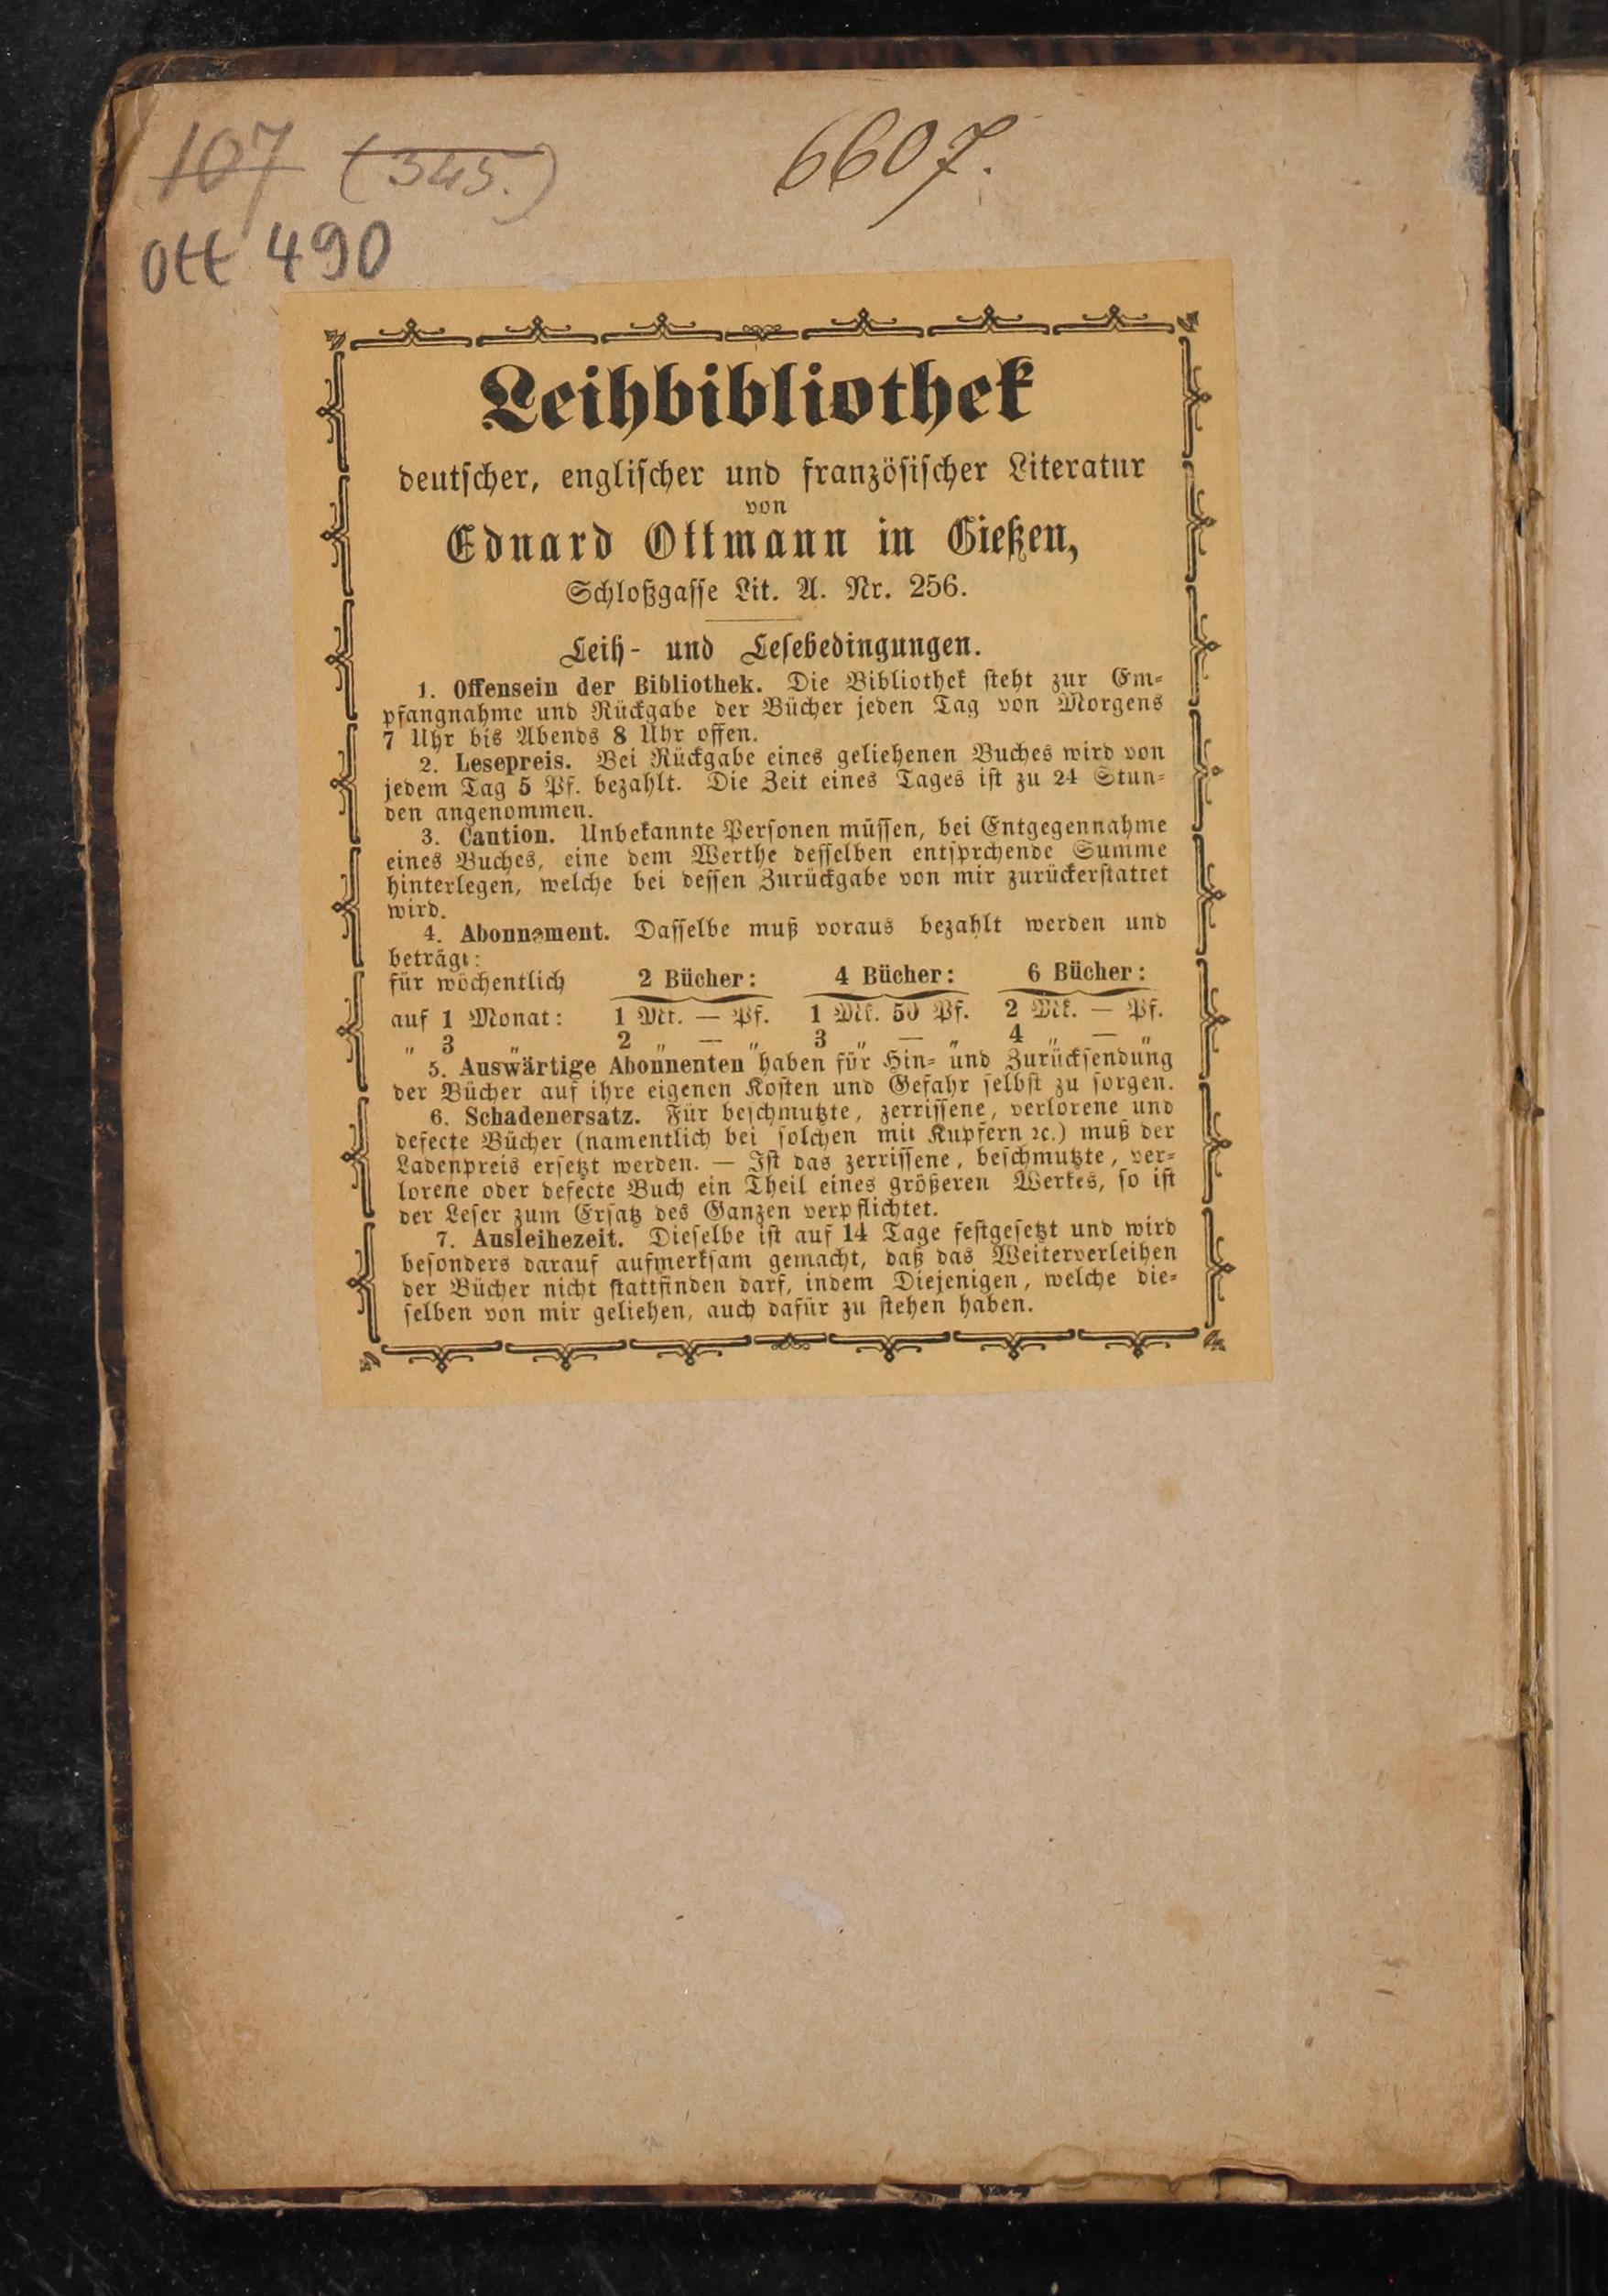 107 (345.)
6607.
Ott 490
Leihbibliothek
deutscher, englischer und französischer Literatur
von
Eduard Ottmann in Gießen,
Schloßgasse Lit. A. Nr. 256.
Leih- und Lesebedingungen.
1. Offensein der Bibliothek. Die Bibliothek steht zur Em-
pfangnahme und Rückgabe der Bücher jeden Tag von Morgens
7 Uhr bis Abends 8 Uhr offen.
2. Lesepreis. Bei Rückgabe eines geliehenen Buches wird von
jedem Tag 5 Pf. bezahlt. Die Zeit eines Tages ist zu 24 Stun-
den angenommen.
3. Caution. Unbekannte Personen müssen, bei Entgegennahme
eines Buches, eine dem Werthe desselben entsprchende Summe
hinterlegen, welche bei dessen Zurückgabe von mir zurückerstattet
wird.
4. Abonnement. Dasselbe muß voraus bezahlt werden und
beträgt:
für wöchentlich 2 Bücher: 4 Bücher: 6 Bücher:
auf 1 Monat: 1 Mk. — Pf. 1 Mk. 50 Pf. 2 Mk. — Pf.
„ 3 „ 2 „ — „ 3 „ — „ 4 „ — „
5. Auswärtige Abonnenten haben für Hin- und Zurücksendung
der Bücher auf ihre eigenen Kosten und Gefahr selbst zu sorgen.
6. Schadenersatz. Für beschmutzte, zerrissene, verlorene und
defecte Bücher (namentlich bei solchen mit Kupfern ꝛc.) muß der
Ladenpreis ersetzt werden. — Ist das zerrissene, beschmutzte, ver-
lorene oder defecte Buch ein Theil eines größeren Werkes, so ist
der Leser zum Ersatz des Ganzen verpflichtet.
7. Ausleihezeit. Dieselbe ist auf 14 Tage festgesetzt und wird
besonders darauf aufmerksam gemacht, daß das Weiterverleihen
der Bücher nicht stattfinden darf, indem Diejenigen, welche die-
selben von mir geliehen, auch dafür zu stehen haben.